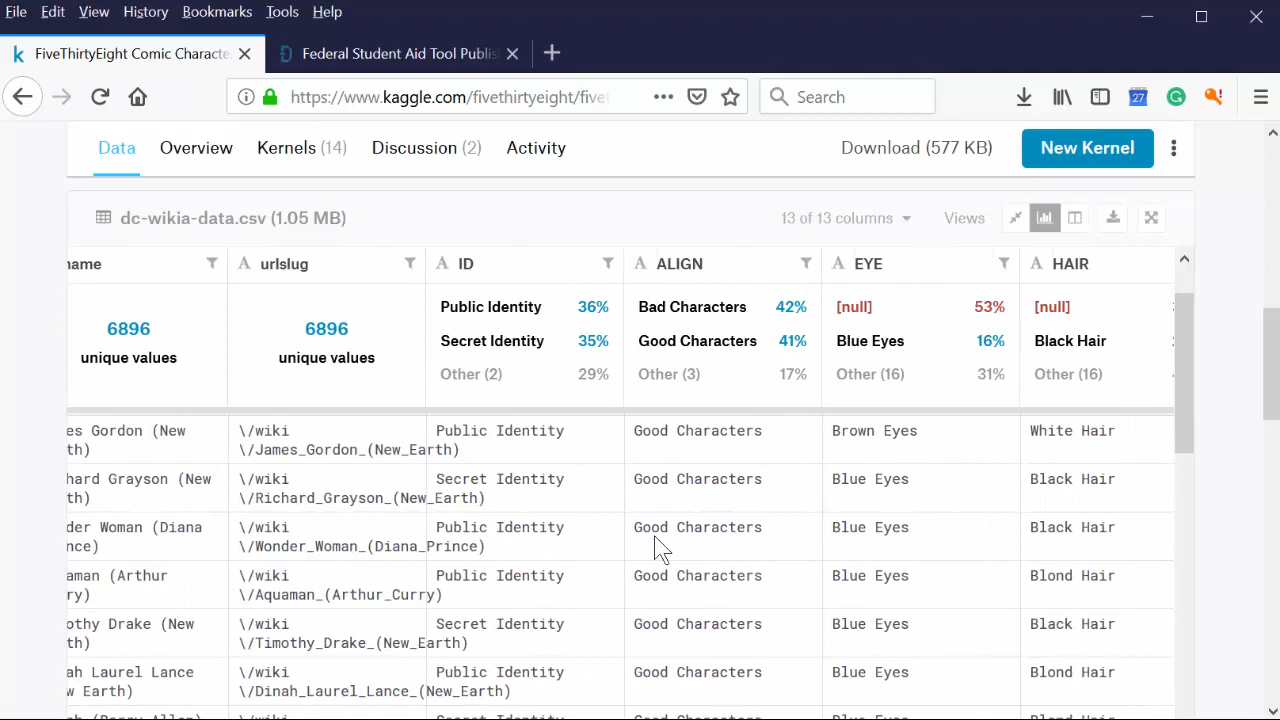 File Edit View History Bookmarks Tools Help
FiveThirtyEight Comic Characte
Federal Student Aid Tool Publis
https://www.kaggle.com/fivethirtyeight/five
Search
27
Data Overview Kernels (14) Discussion (2) Activity Download (577 KB) New Kernel
dc-wikia-data.csv (1.05 MB) 13 of 13 columns Views
name A urlslug A ID A ALIGN A EYE A HAIR
Public Identity 36% Bad Characters 42% [null] 53% [null]
6896 6896
Secret Identity 35% Good Characters 41% Blue Eyes 16% Black Hair
unique values unique values
Other (2) 29% Other (3) 17% Other (16) 31% Other (16)
es Gordon (New \/wiki Public Identity Good Characters Brown Eyes White Hair
th) \/James_Gordon_(New_Earth)
hard Grayson (New \/wiki Secret Identity Good Characters Blue Eyes Black Hair
th) \/Richard_Grayson_(New_Earth)
der Woman (Diana \/wiki Public Identity Good Characters Blue Eyes Black Hair
nce) \/Wonder_Woman_(Diana_Prince)
aman (Arthur \/wiki Public Identity Good Characters Blue Eyes Blond Hair
ry) \/Aquaman_(Arthur_Curry)
othy Drake (New \/wiki Secret Identity Good Characters Blue Eyes Black Hair
th) \/Timothy_Drake_(New_Earth)
ah Laurel Lance \/wiki Public Identity Good Characters Blue Eyes Blond Hair
w Earth) \/Dinah_Laurel_Lance_(New_Earth)